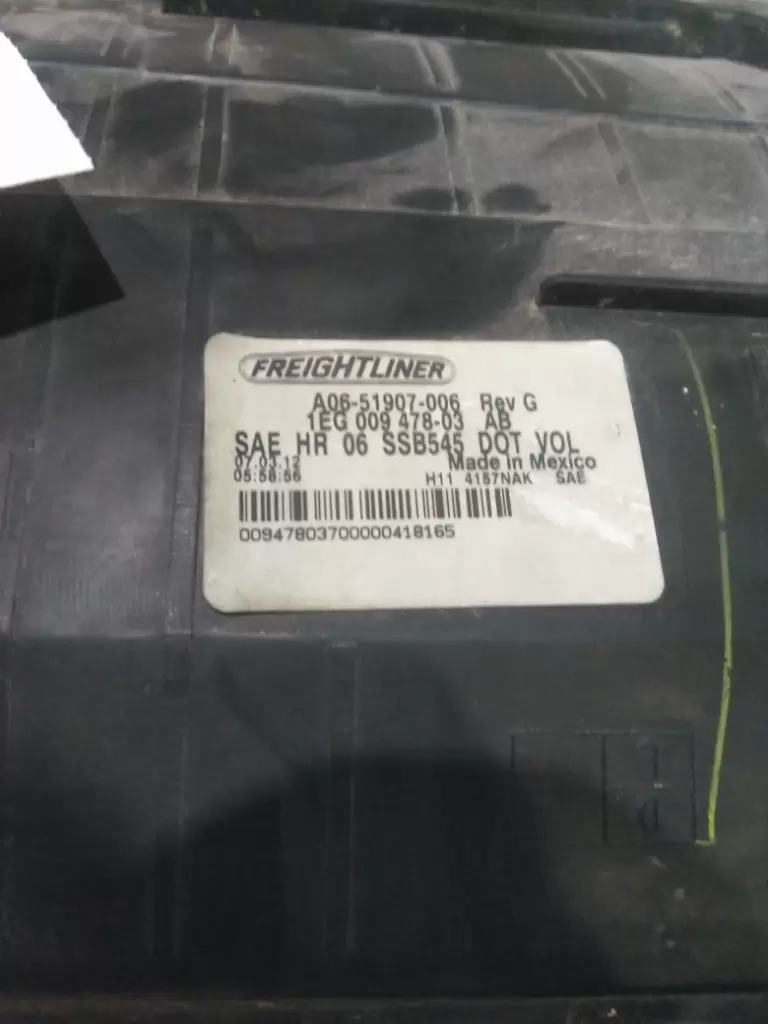 FREIGHTLINER
A06-51907-006 Rev G
1EG 009 478-03 AB
SAE HR 06 SSB545 DOT VOL
07.03.12 Made in Mexico
05:58:56 H11 4157NAK SAE
00947803700000418165